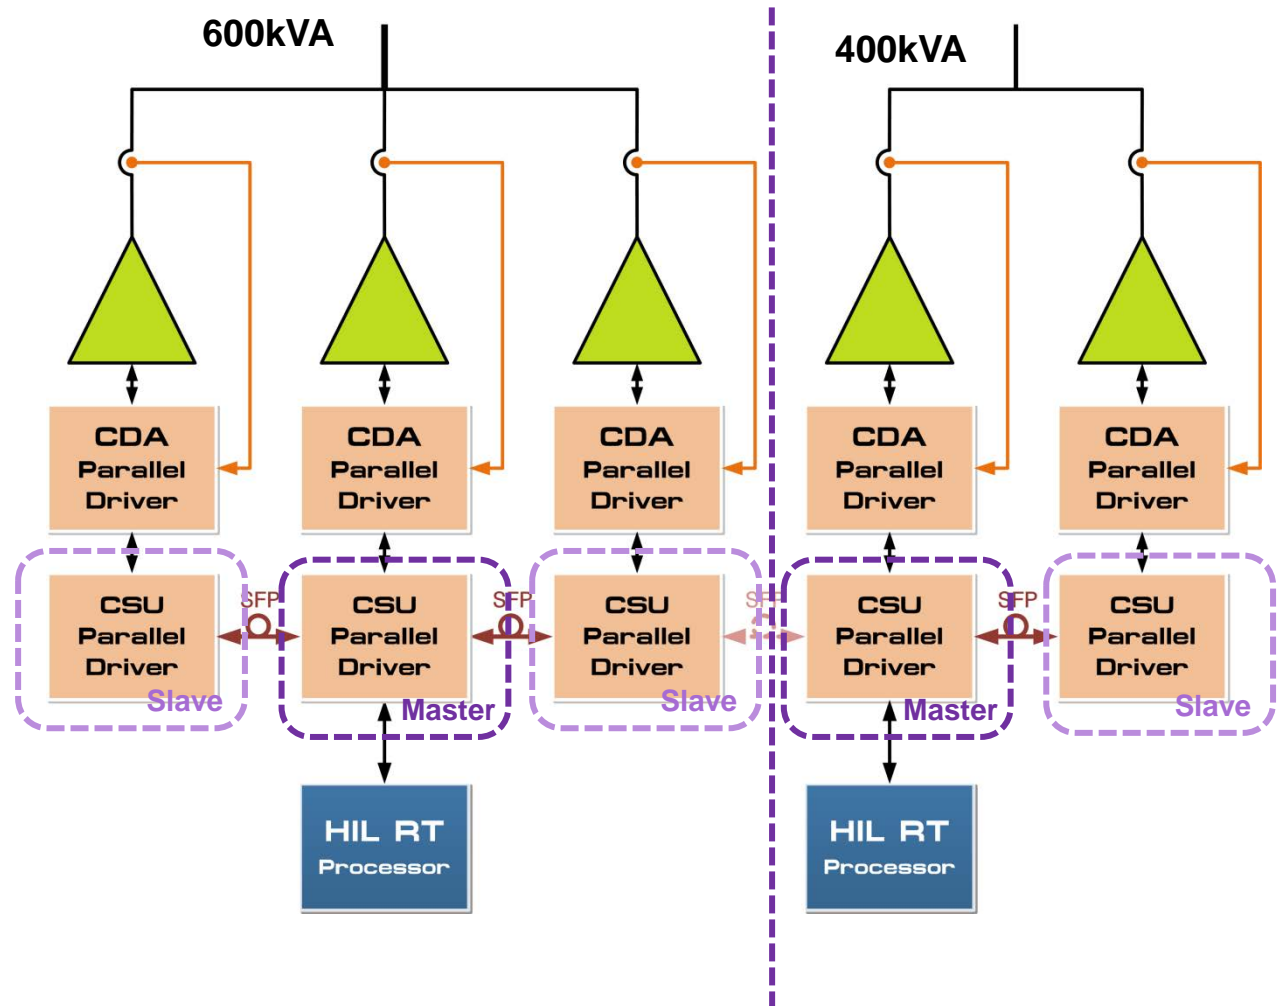 600kVA
400kVA
CDA
Parallel
Driver
CDA
Parallel
Driver
CDA
Parallel
Driver
CDA
Parallel
Driver
CDA
Parallel
Driver
CSU
Parallel
Driver
Slave
SFP
CSU
Parallel
Driver
Master
SFP
CSU
Parallel
Driver
Slave
SFP
CSU
Parallel
Driver
Master
SFP
CSU
Parallel
Driver
Slave
HIL RT
Processor
HIL RT
Processor